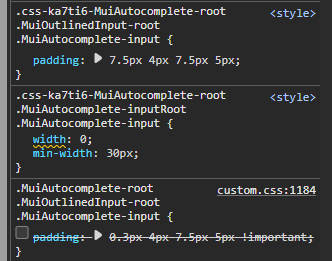 .css-ka7ti6-MuiAutocomplete-root <style>
.MuiOutlinedInput-root
.MuiAutocomplete-input {
padding: 7.5px 4px 7.5px 5px;
}
.css-ka7ti6-MuiAutocomplete-root <style>
.MuiAutocomplete-inputRoot
.MuiAutocomplete-input {
width: 0;
min-width: 30px;
}
.MuiAutocomplete-root custom.css:1184
.MuiOutlinedInput-root
.MuiAutocomplete-input {
padding: 0.3px 4px 7.5px 5px !important;
}